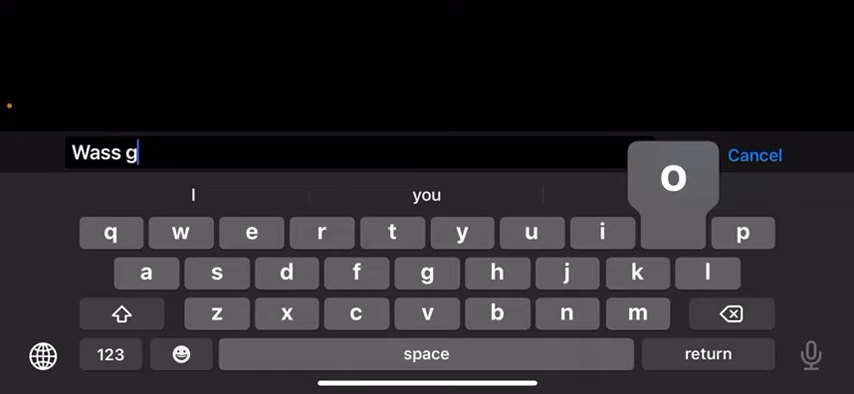 Wass g
Cancel
o
I you
q w e r t y u i p
a s d f g h j k l
z x c v b n m
123 space return